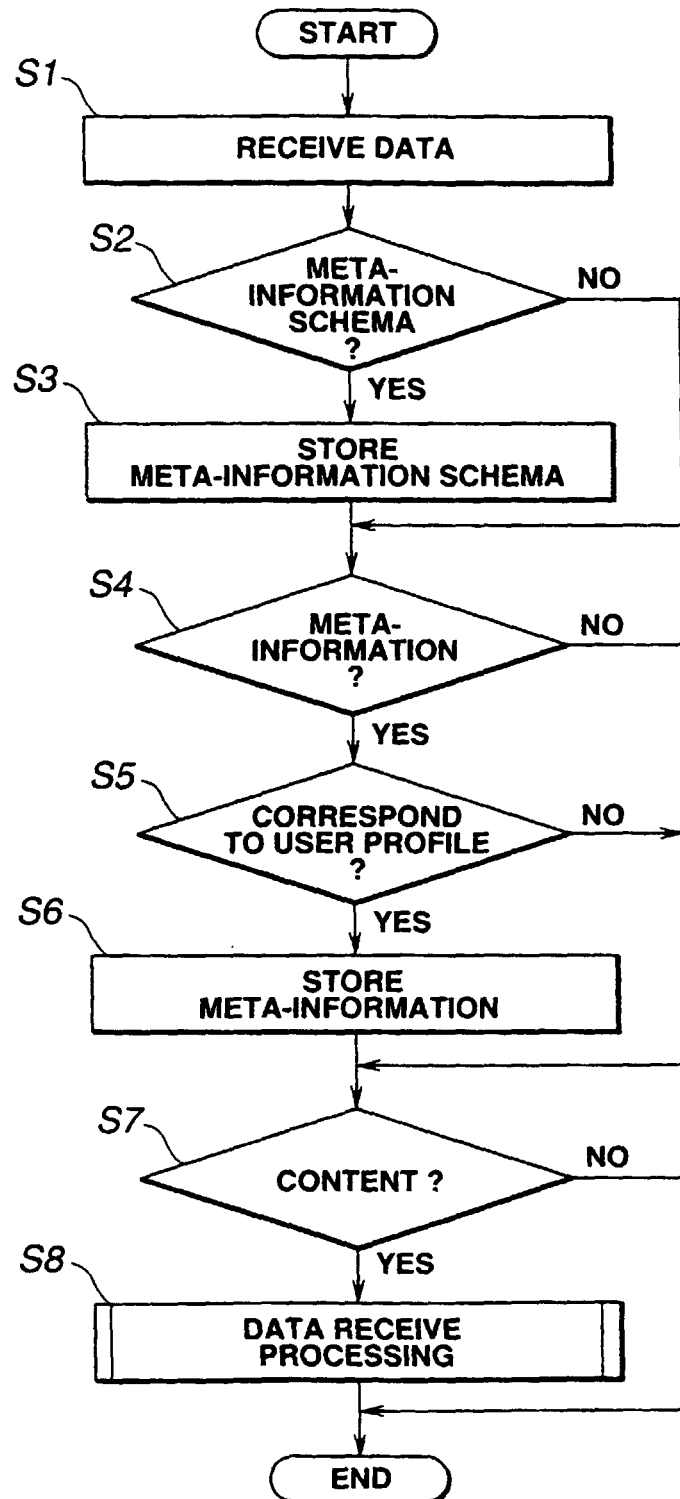 START
S1
RECEIVE DATA
S2
META-
INFORMATION
SCHEMA
?
NO
YES
S3
STORE
META-INFORMATION SCHEMA
S4
META-
INFORMATION
?
NO
YES
S5
CORRESPOND
TO USER PROFILE
?
NO
YES
S6
STORE
META-INFORMATION
S7
CONTENT ?
NO
YES
S8
DATA RECEIVE
PROCESSING
END